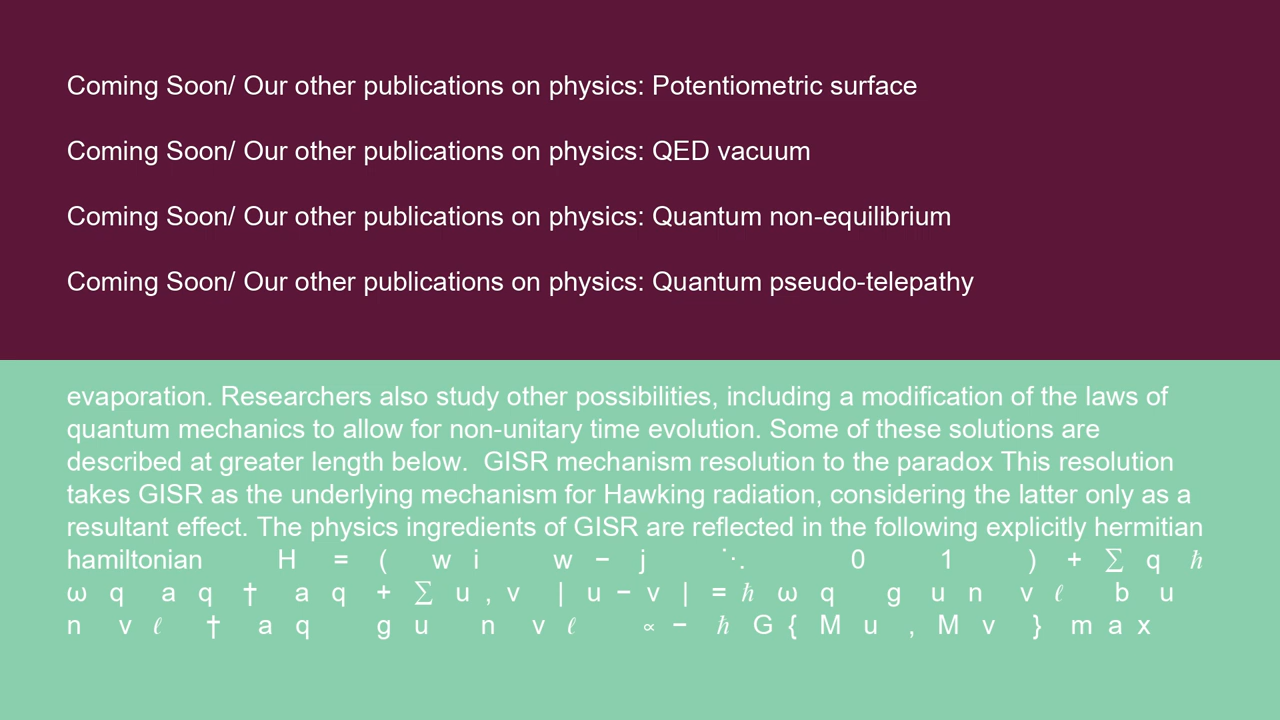 Coming Soon/ Our other publications on physics: Potentiometric surface
Coming Soon/ Our other publications on physics: QED vacuum
Coming Soon/ Our other publications on physics: Quantum non-equilibrium
Coming Soon/ Our other publications on physics: Quantum pseudo-telepathy
evaporation. Researchers also study other possibilities, including a modification of the laws of
quantum mechanics to allow for non-unitary time evolution. Some of these solutions are
described at greater length below.  GISR mechanism resolution to the paradox This resolution
takes GISR as the underlying mechanism for Hawking radiation, considering the latter only as a
resultant effect. The physics ingredients of GISR are reflected in the following explicitly hermitian
hamiltonian H = ( w i w − j ⋱ 0 1 ) + ∑ q ℏ
ω q a q † a q + ∑ u , v | u − v | = ℏ ω q g u n v ℓ b u
n v ℓ † a q g u n v ℓ ∝ − ℏ G { M u , M v } m a x